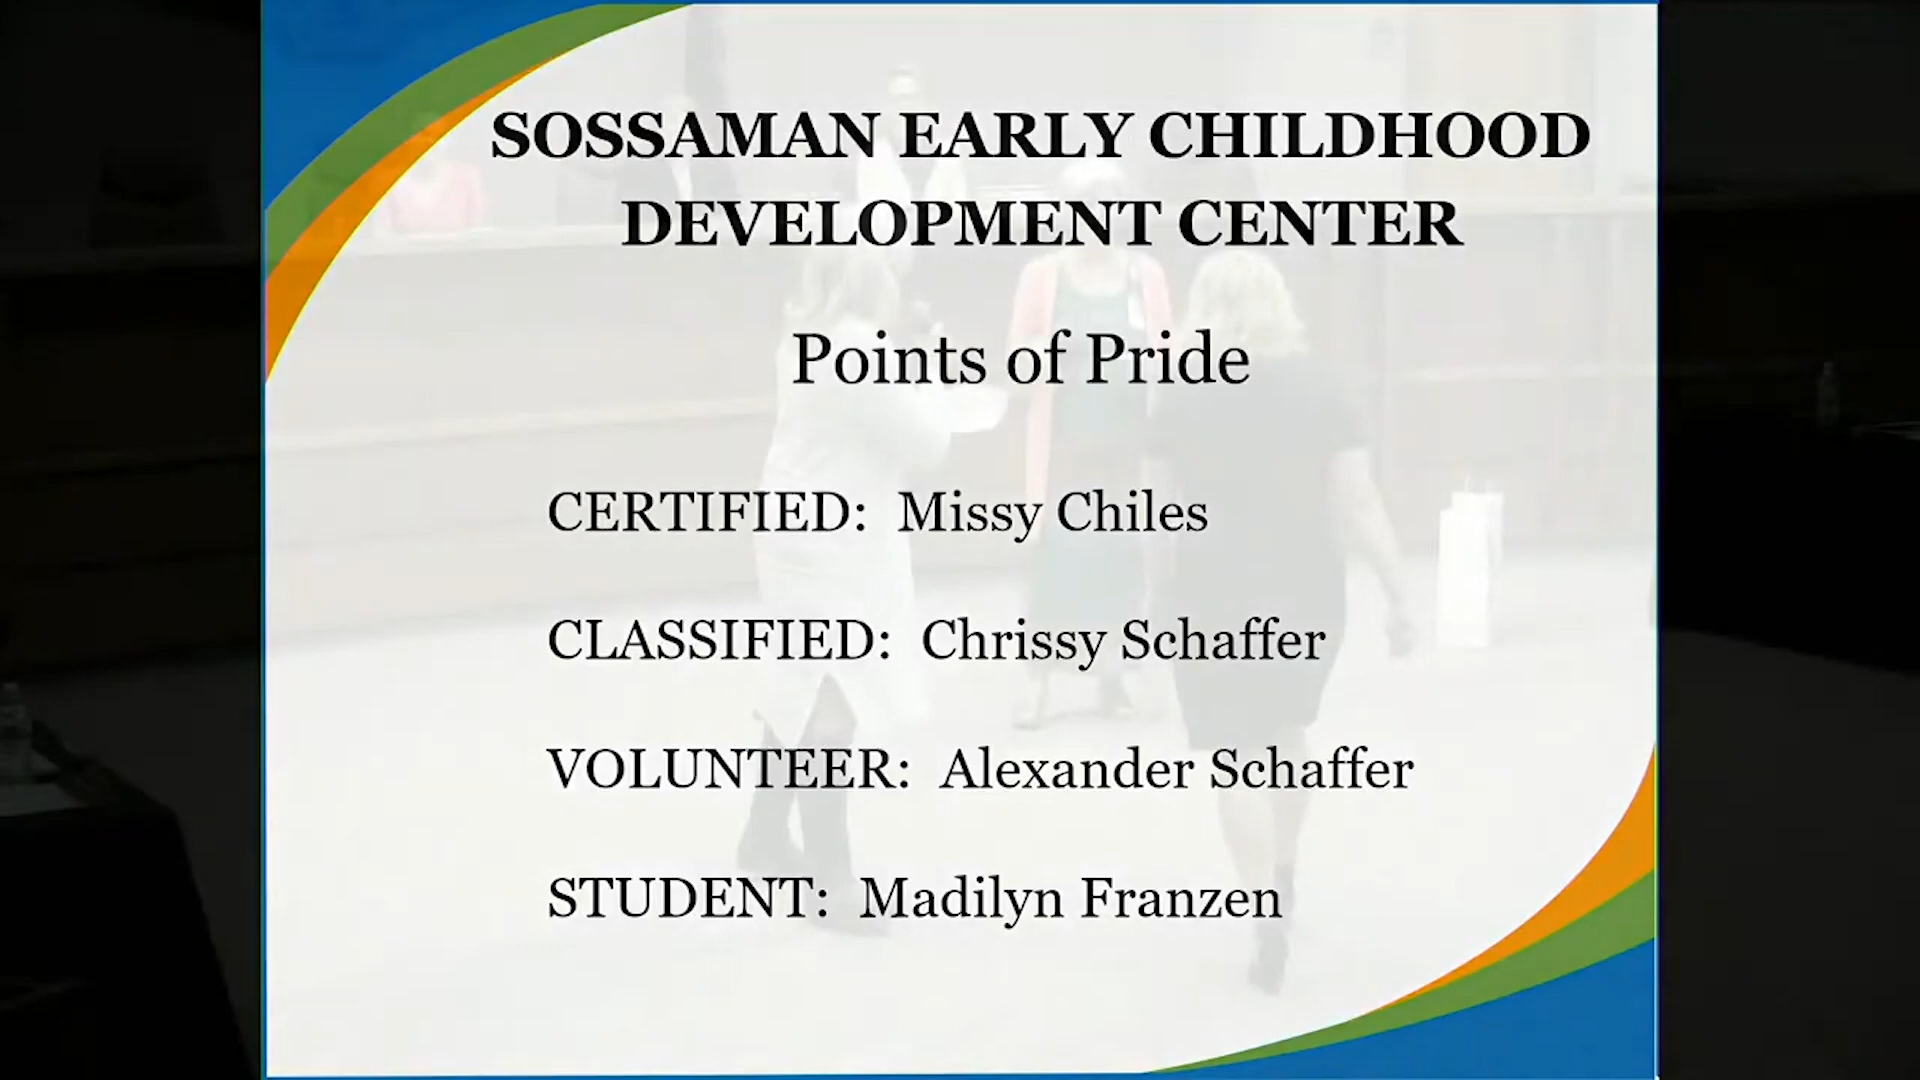 SOSSAMAN EARLY CHILDHOOD
DEVELOPMENT CENTER
Points of Pride
CERTIFIED: Missy Chiles
CLASSIFIED: Chrissy Schaffer
VOLUNTEER: Alexander Schaffer
STUDENT: Madilyn Franzen